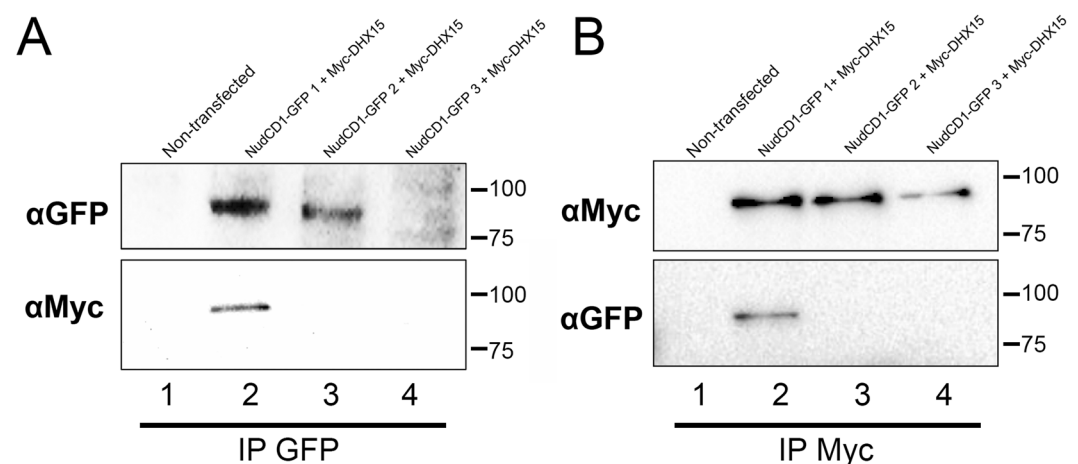 A
Non-transfected
NudCD1-GFP 1 + Myc-DHX15
NudCD1-GFP 2 + Myc-DHX15
NudCD1-GFP 3 + Myc-DHX15
αGFP
100
75
αMyc
100
75
1 2 3 4
IP GFP
B
Non-transfected
NudCD1-GFP 1+ Myc-DHX15
NudCD1-GFP 2 + Myc-DHX15
NudCD1-GFP 3 + Myc-DHX15
αMyc
100
75
αGFP
100
75
1 2 3 4
IP Myc